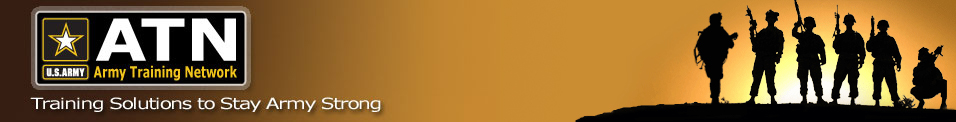 ATN
U.S.ARMY
Army Training Network
Training Solutions to Stay Army Strong